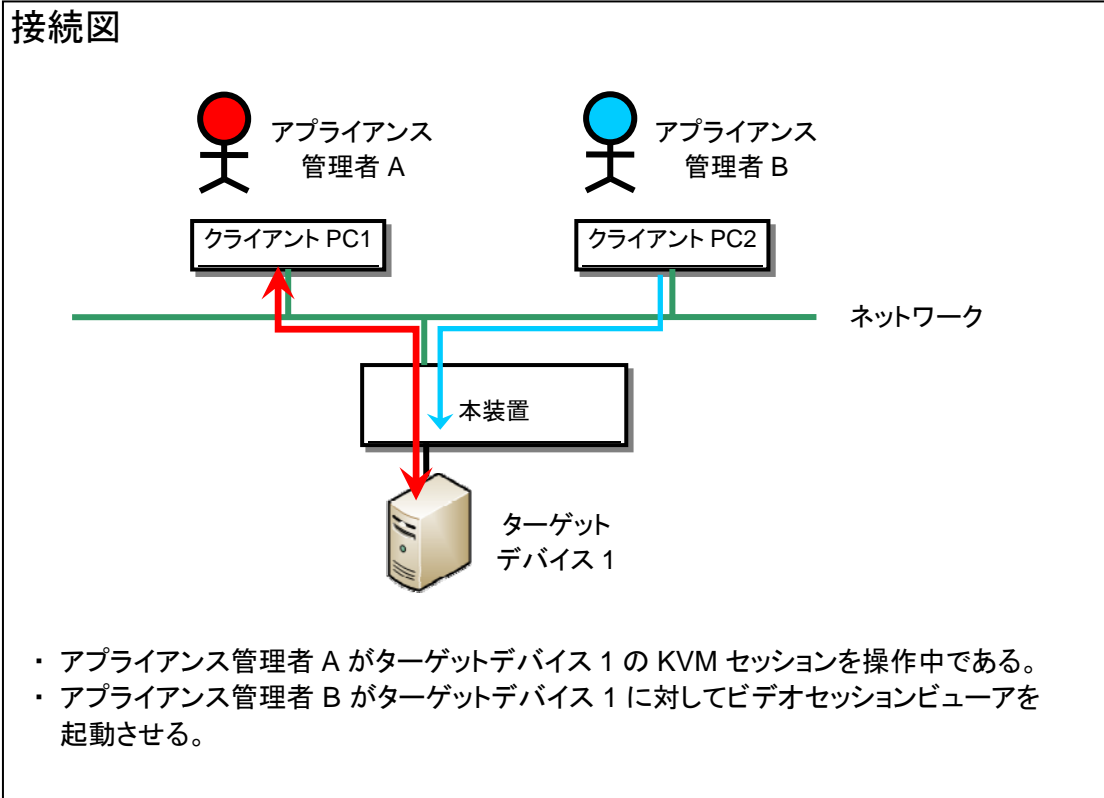 接続図
アプライアンス
管理者 A
アプライアンス
管理者 B
クライアント PC1
クライアント PC2
ネットワーク
本装置
ターゲット
デバイス 1
・ アプライアンス管理者 A がターゲットデバイス 1 の KVM セッションを操作中である。
・ アプライアンス管理者 B がターゲットデバイス 1 に対してビデオセッションビューアを
起動させる。